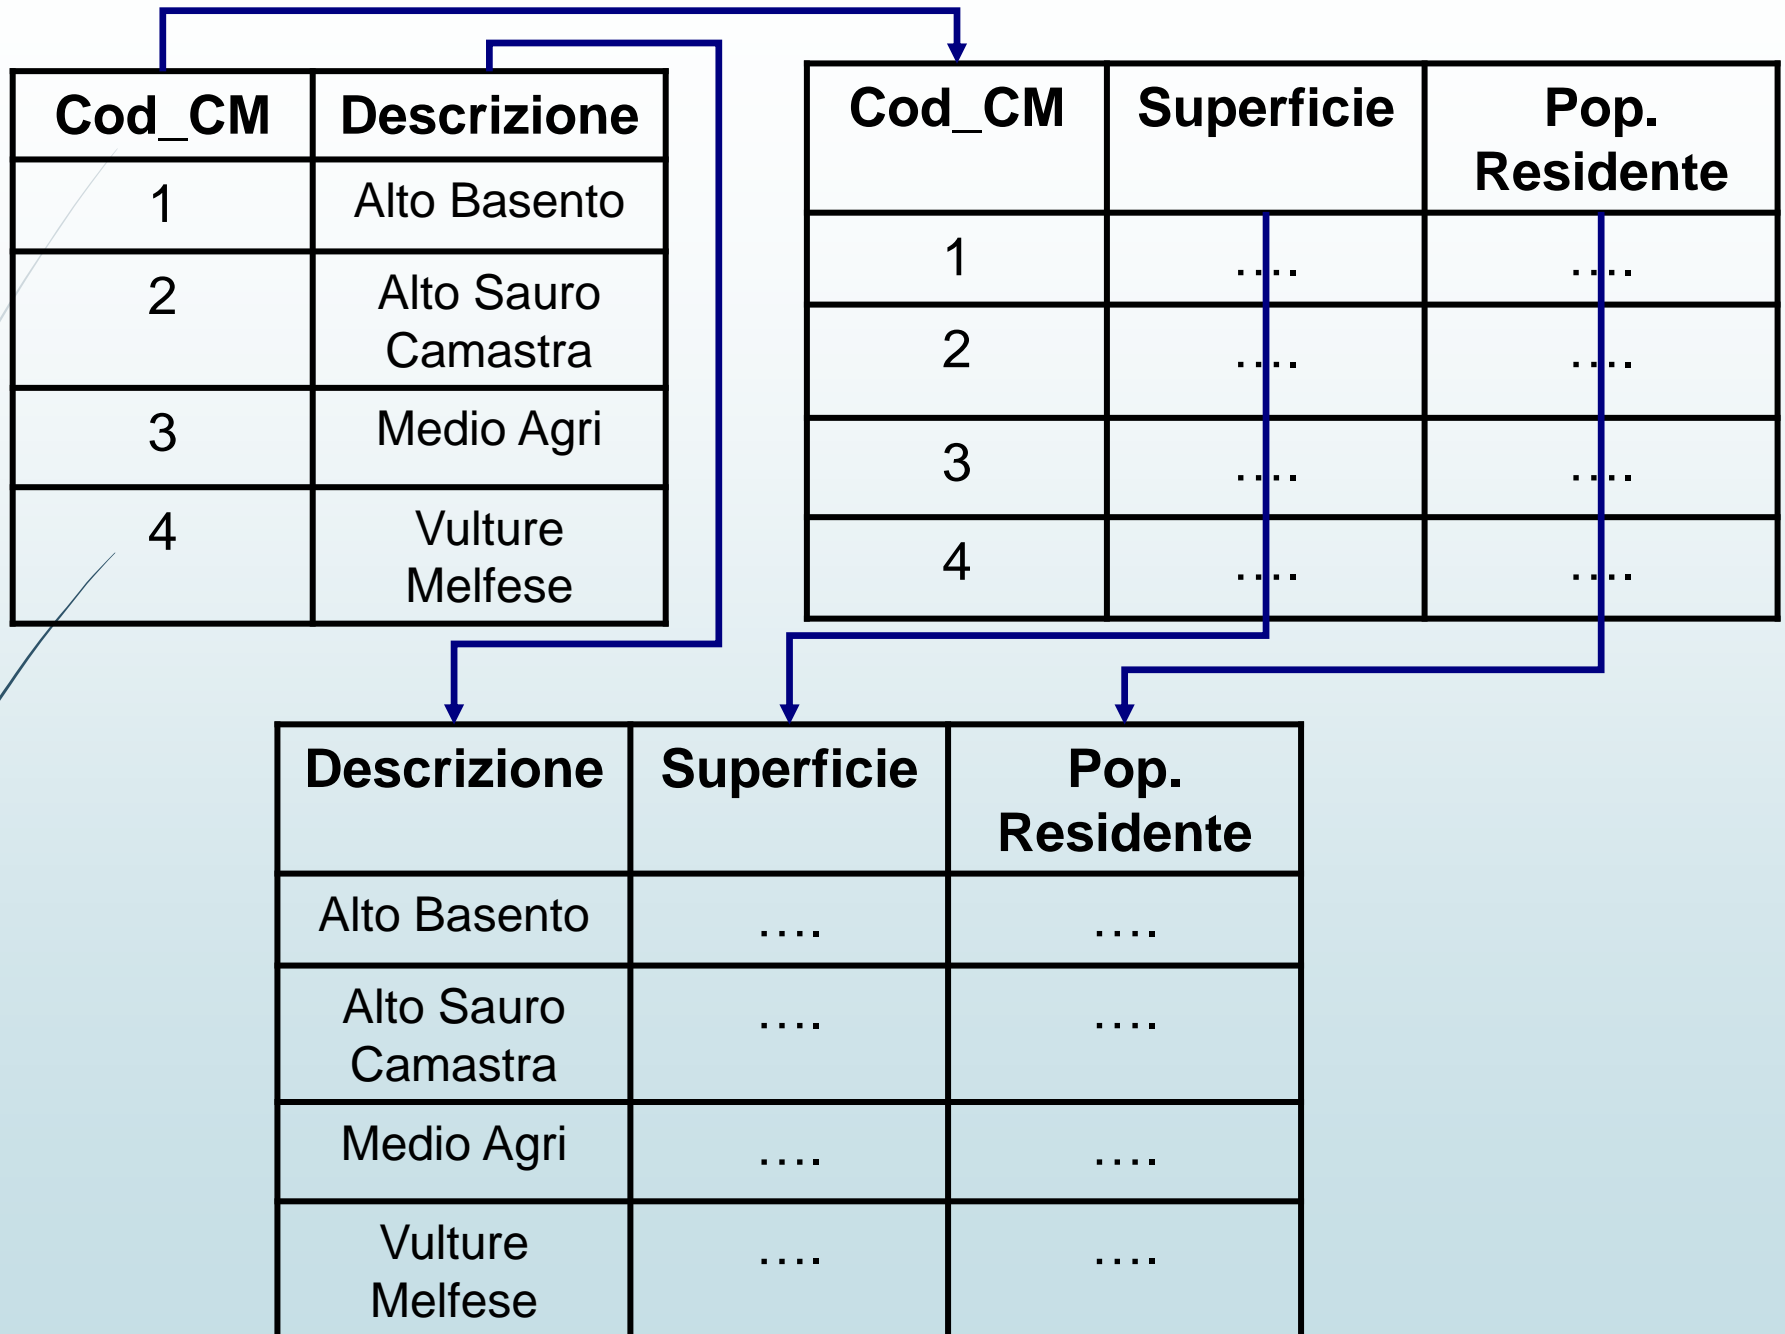 Cod_CM Descrizione
1 Alto Basento
2 Alto Sauro
Camastra
3 Medio Agri
4 Vulture
Melfese
Cod_CM Superficie Pop.
Residente
1 .... ....
2 .... ....
3 .... ....
4 .... ....
Descrizione Superficie Pop.
Residente
Alto Basento .... ....
Alto Sauro .... ....
Camastra
Medio Agri .... ....
Vulture .... ....
Melfese